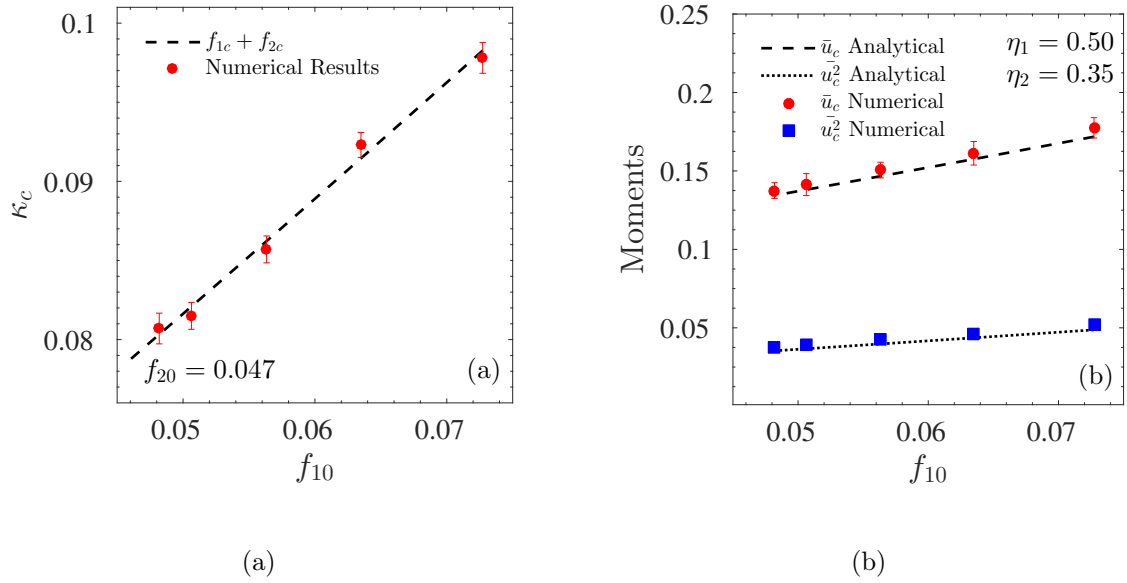 0.1
0.09
0.08
κ_c
f_{1c} + f_{2c}
Numerical Results
f_{20} = 0.047
(a)
0.05 0.06 0.07
f_{10}
(a)
0.25
0.2
0.15
0.1
0.05
Moments
ū_c Analytical
\bar{u_c^2} Analytical
ū_c Numerical
\bar{u_c^2} Numerical
η_1 = 0.50
η_2 = 0.35
(b)
0.05 0.06 0.07
f_{10}
(b)